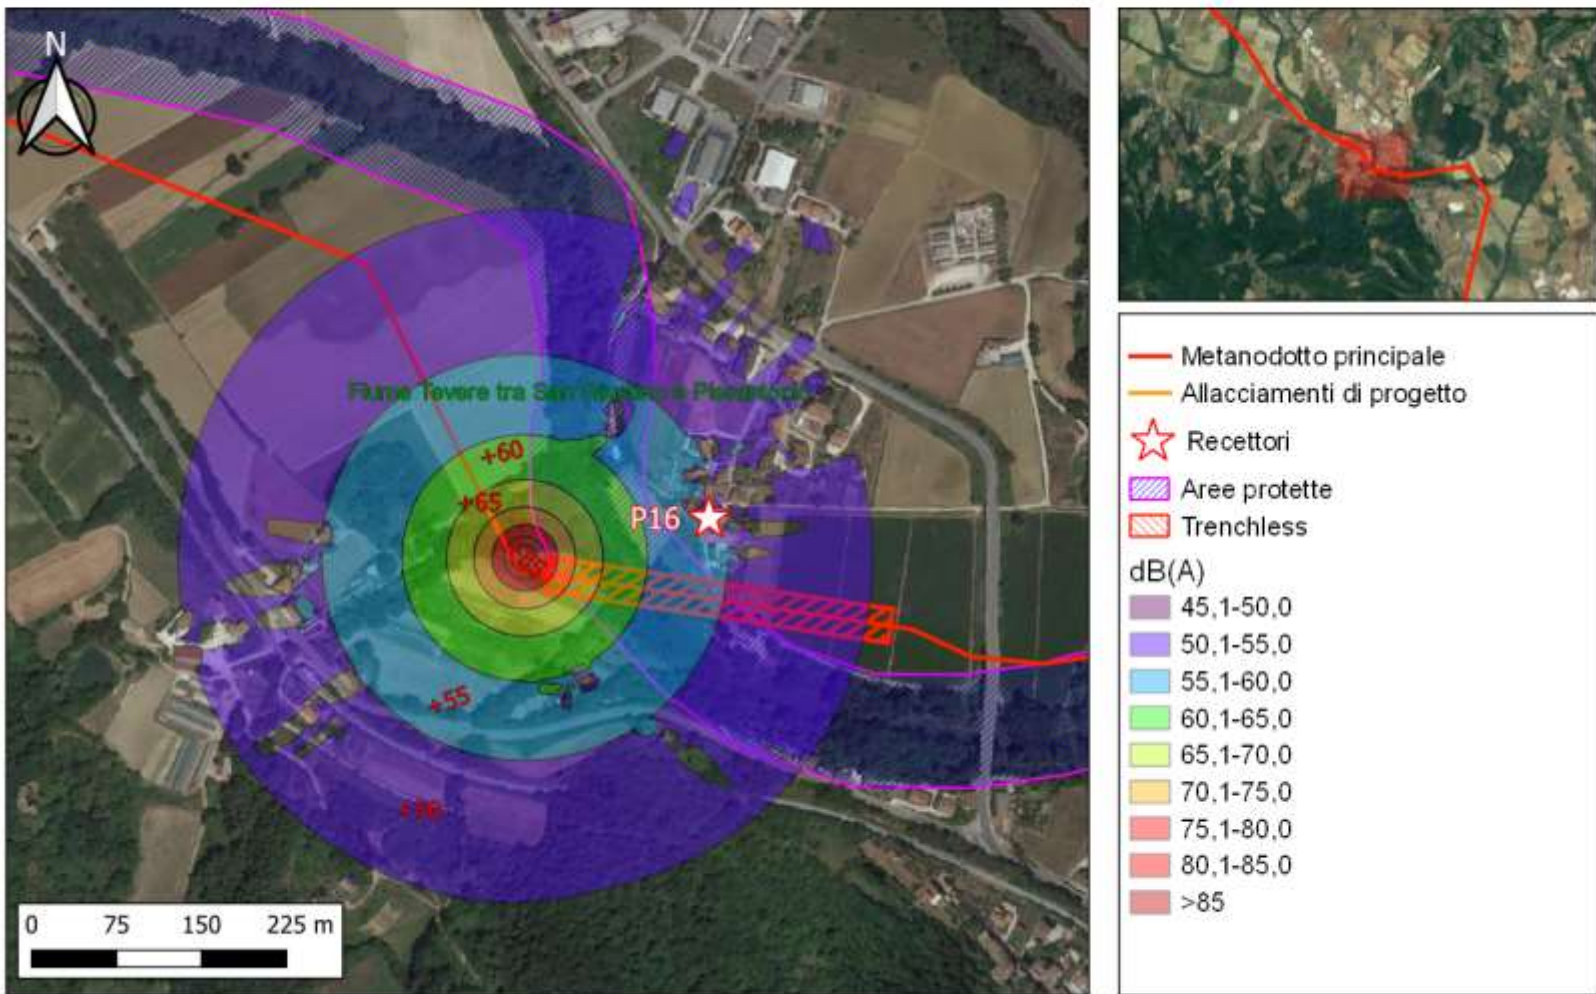 N
Fiume Tevere tra San Giustino e
+60
+65
P16
+55
0 75 150 225 m
Metanodotto principale
Allacciamenti di progetto
Recettori
Aree protette
Trenchless
dB(A)
45,1-50,0
50,1-55,0
55,1-60,0
60,1-65,0
65,1-70,0
70,1-75,0
75,1-80,0
80,1-85,0
>85